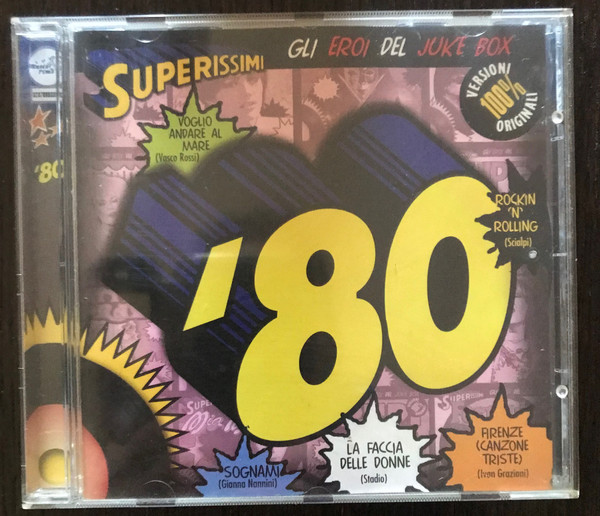 SUPERISSIMI
GLI EROI DEL JUKE BOX
VERSIONI
100%
ORIGINALI
VOGLIO
ANDARE AL
MARE
(Vasco Rossi)
'80
'80
ROCKIN
'N'
ROLLING
(Scialpi)
SOGNAMI
(Gianna Nannini)
LA FACCIA
DELLE DONNE
(Stadio)
FIRENZE
(CANZONE
TRISTE)
(Ivan Graziani)